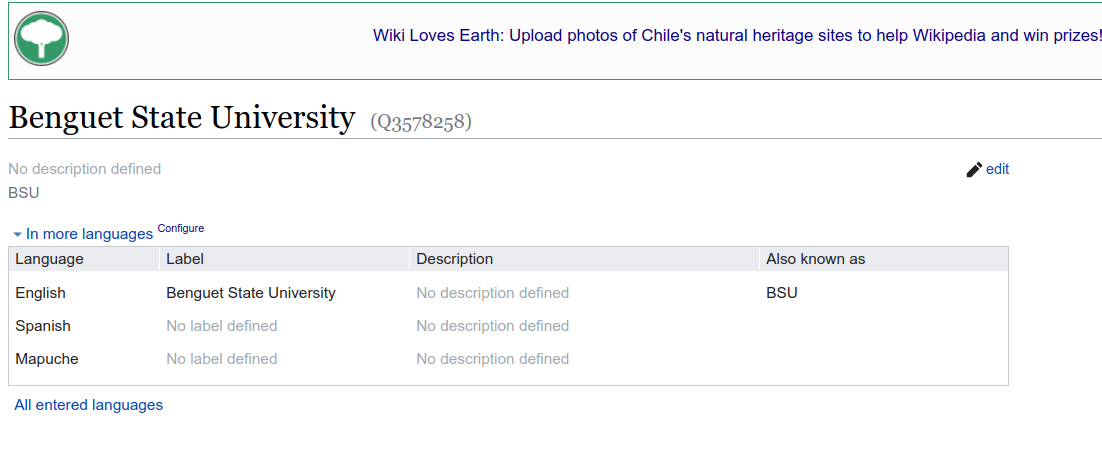 Wiki Loves Earth: Upload photos of Chile's natural heritage sites to help Wikipedia and win prizes!
Benguet State University (Q3578258)
No description defined
edit
BSU
In more languages Configure
Language Label Description Also known as
English Benguet State University No description defined BSU
Spanish No label defined No description defined
Mapuche No label defined No description defined
All entered languages